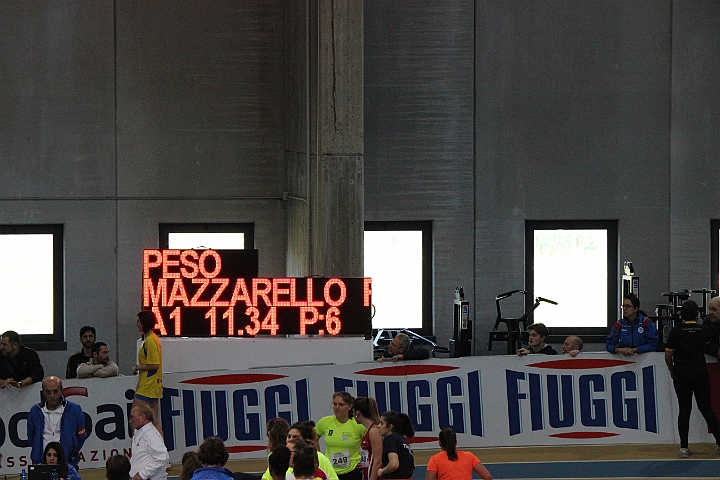 PESO
MAZZARELLO F
A1 11.34 P:6
FIUGGI
FIUGGI
FIUGGI
249